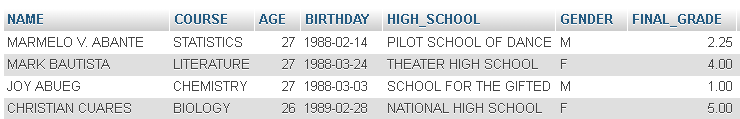 NAME COURSE AGE BIRTHDAY HIGH_SCHOOL GENDER FINAL_GRADE
MARMELO V. ABANTE STATISTICS 27 1988-02-14 PILOT SCHOOL OF DANCE M 2.25
MARK BAUTISTA LITERATURE 27 1988-03-24 THEATER HIGH SCHOOL F 4.00
JOY ABUEG CHEMISTRY 27 1988-03-03 SCHOOL FOR THE GIFTED M 1.00
CHRISTIAN CUARES BIOLOGY 26 1989-02-28 NATIONAL HIGH SCHOOL F 5.00